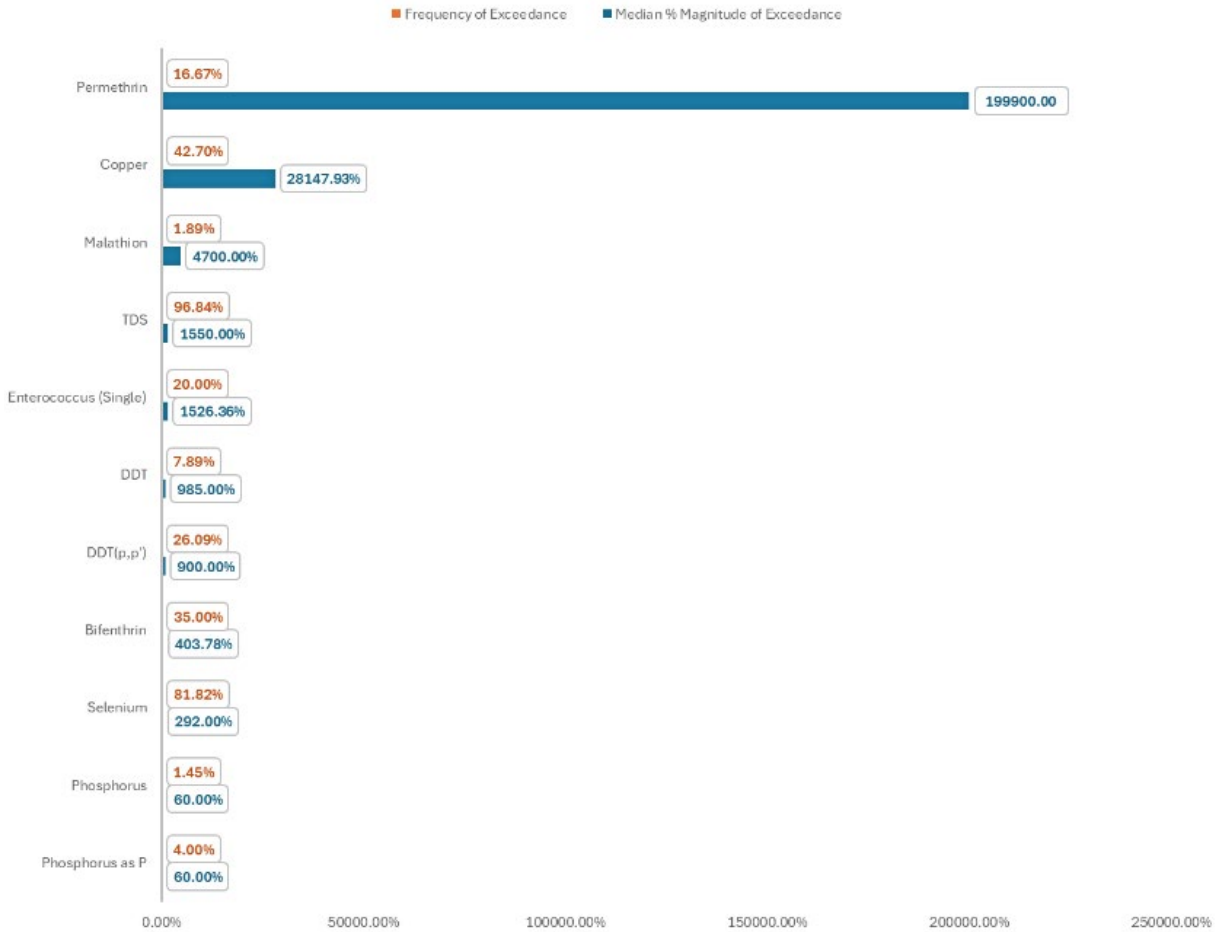 Frequency of Exceedance
Median % Magnitude of Exceedance
Permethrin
16.67%
199900.00
Copper
42.70%
28147.93%
Malathion
1.89%
4700.00%
TDS
96.84%
1550.00%
Enterococcus (Single)
20.00%
1526.36%
DDT
7.89%
985.00%
DDT(p,p')
26.09%
900.00%
Bifenthrin
35.00%
403.78%
Selenium
81.82%
292.00%
Phosphorus
1.45%
60.00%
Phosphorus as P
4.00%
60.00%
0.00%
50000.00%
100000.00%
150000.00%
200000.00%
250000.00%